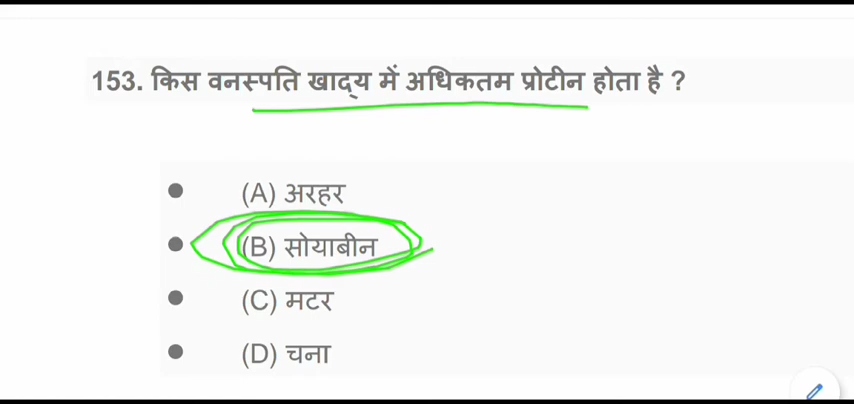 153. किस वनस्पति खाद्य में अधिकतम प्रोटीन होता है ?
(A) अरहर
(B) सोयाबीन
(C) मटर
(D) चना